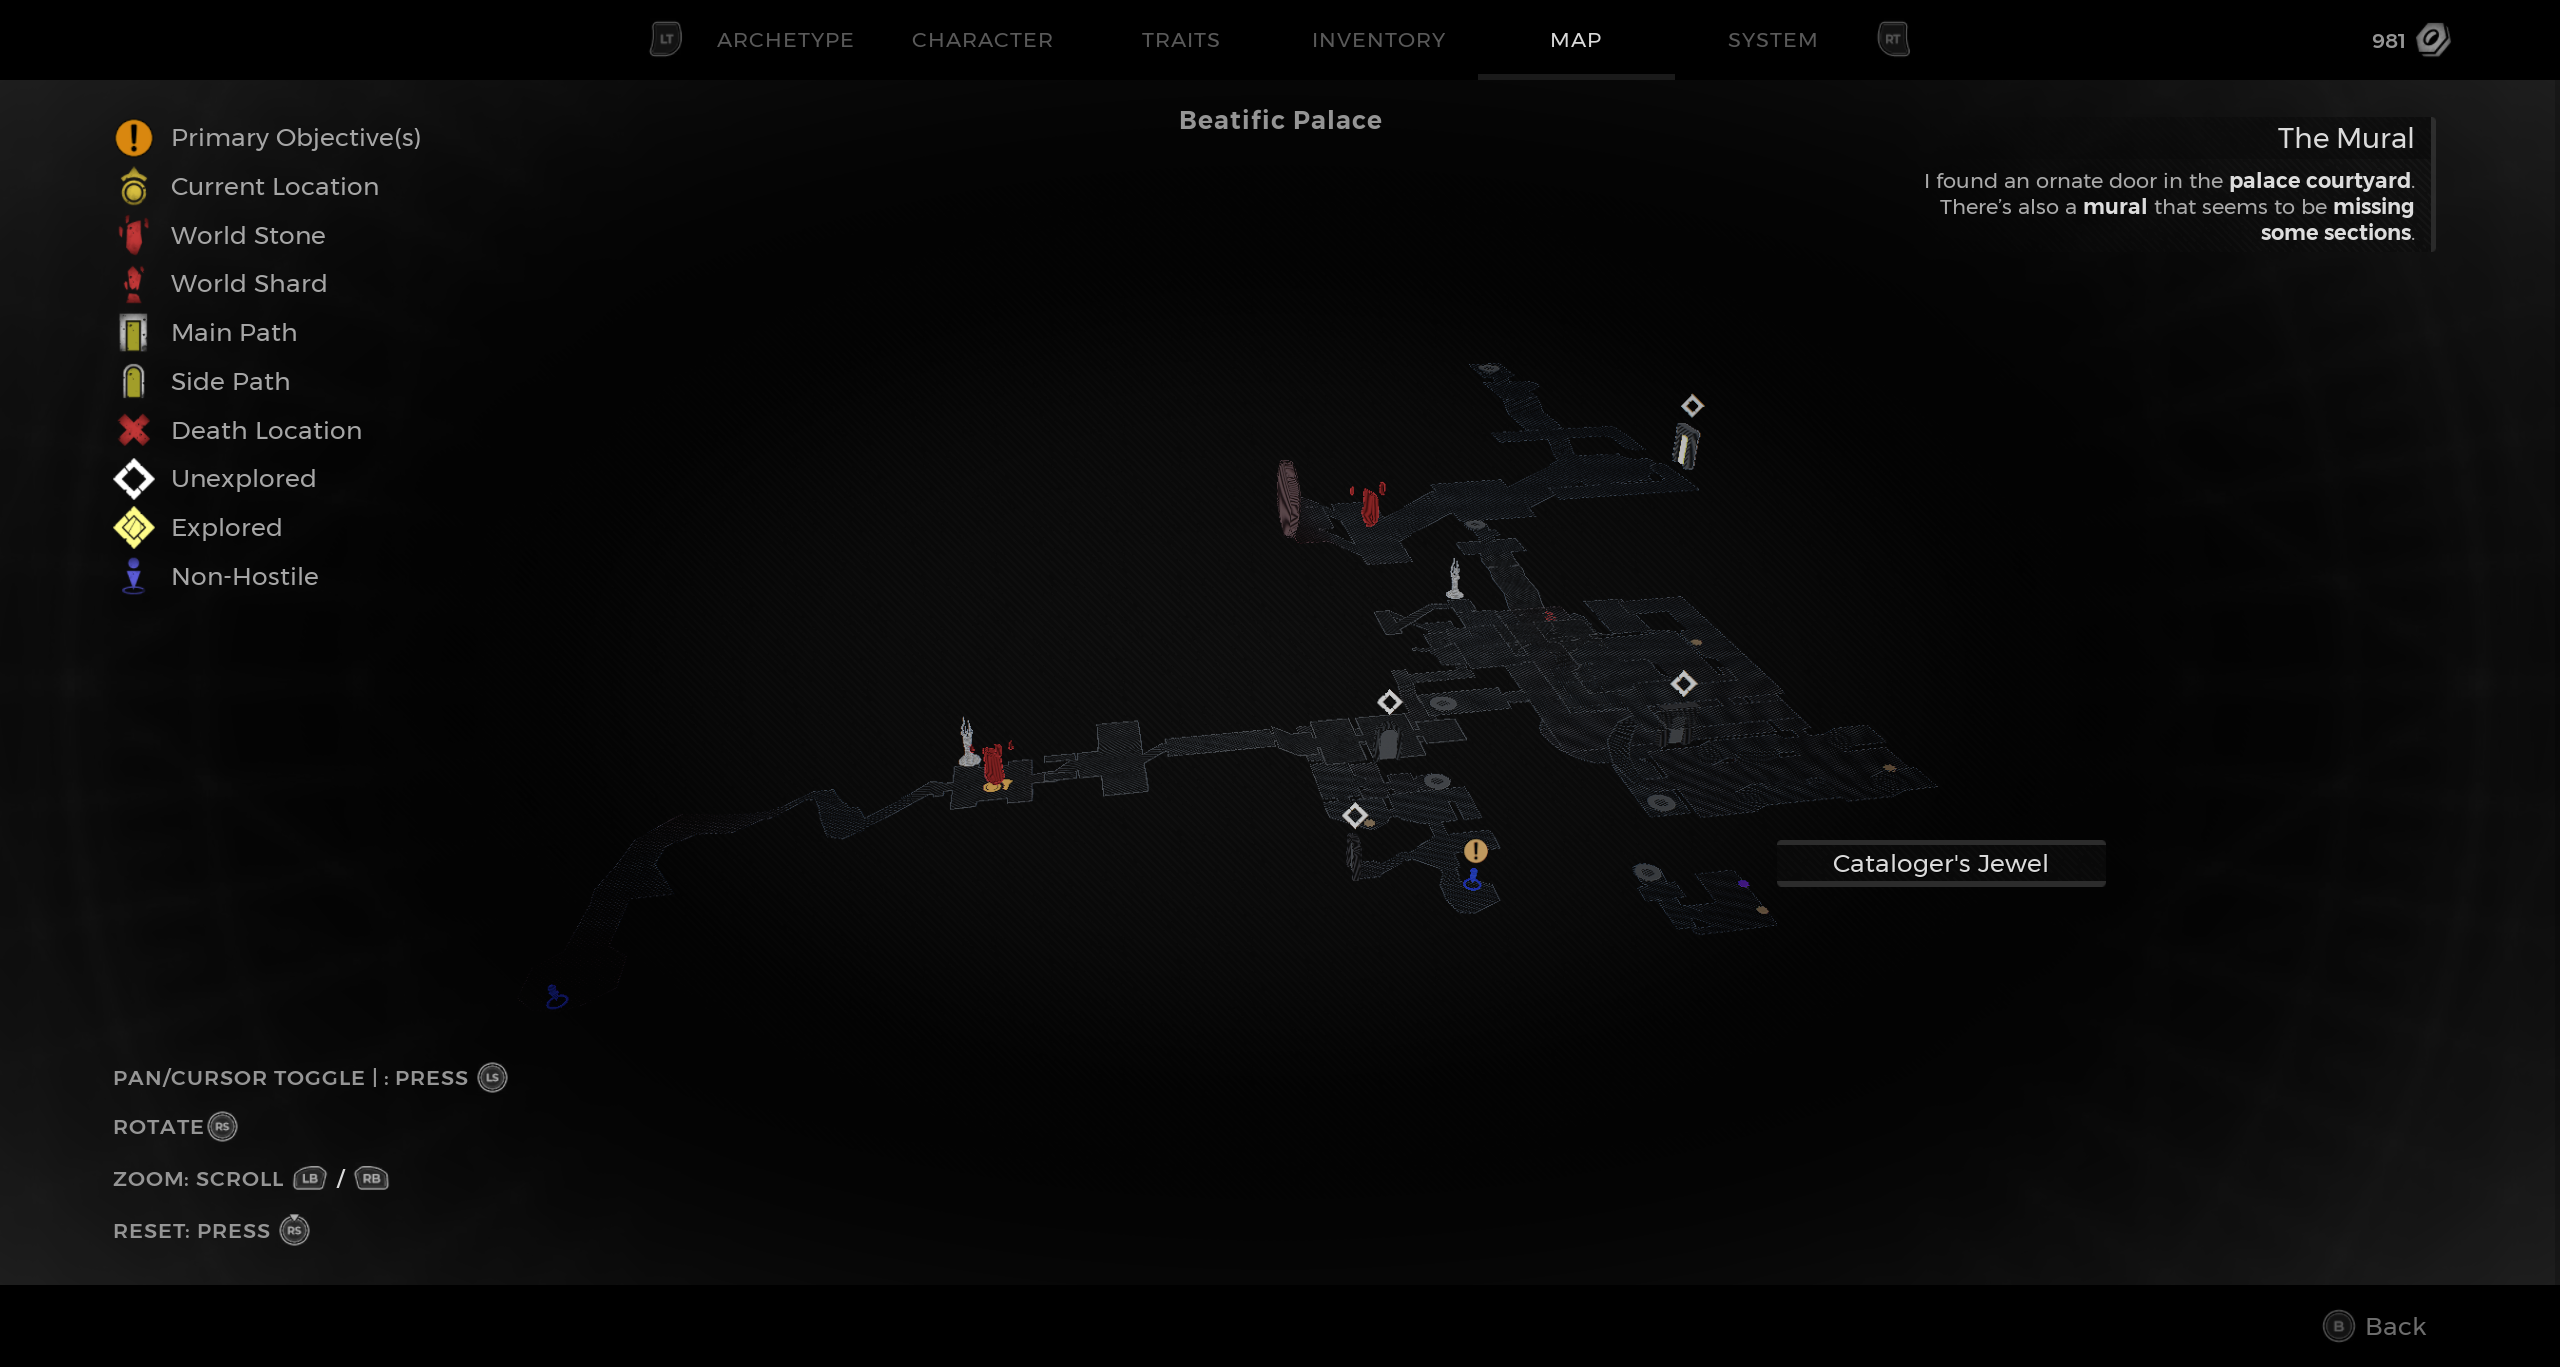 LT ARCHETYPE CHARACTER TRAITS INVENTORY MAP SYSTEM RT 981
Beatific Palace
Primary Objective(s)
Current Location
World Stone
World Shard
Main Path
Side Path
Death Location
Unexplored
Explored
Non-Hostile
The Mural
I found an ornate door in the palace courtyard.
There's also a mural that seems to be missing
some sections.
Cataloger's Jewel
PAN/CURSOR TOGGLE | : PRESS LS
ROTATE RS
ZOOM: SCROLL LB / RB
RESET: PRESS RS
B Back